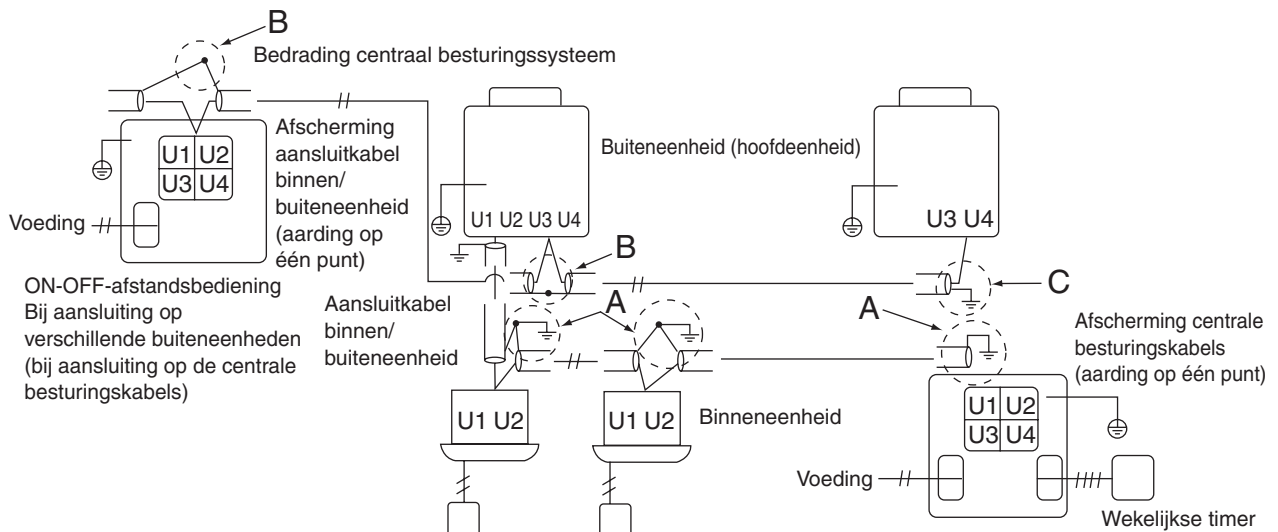 B
Bedrading centraal besturingssysteem
Afscherming
aansluitkabel
binnen/
buiteneenheid
(aarding op
één punt)
U1 U2
U3 U4
Voeding
ON-OFF-afstandsbediening
Bij aansluiting op
verschillende buiteneenheden
(bij aansluiting op de centrale
besturingskabels)
Buiteneenheid (hoofdeenheid)
U1 U2 U3 U4
U3 U4
B
C
Aansluitkabel
binnen/
buiteneenheid
A
A
Afscherming centrale
besturingskabels
(aarding op één punt)
U1 U2
U1 U2
Binneneenheid
U1 U2
U3 U4
Voeding
Wekelijkse timer